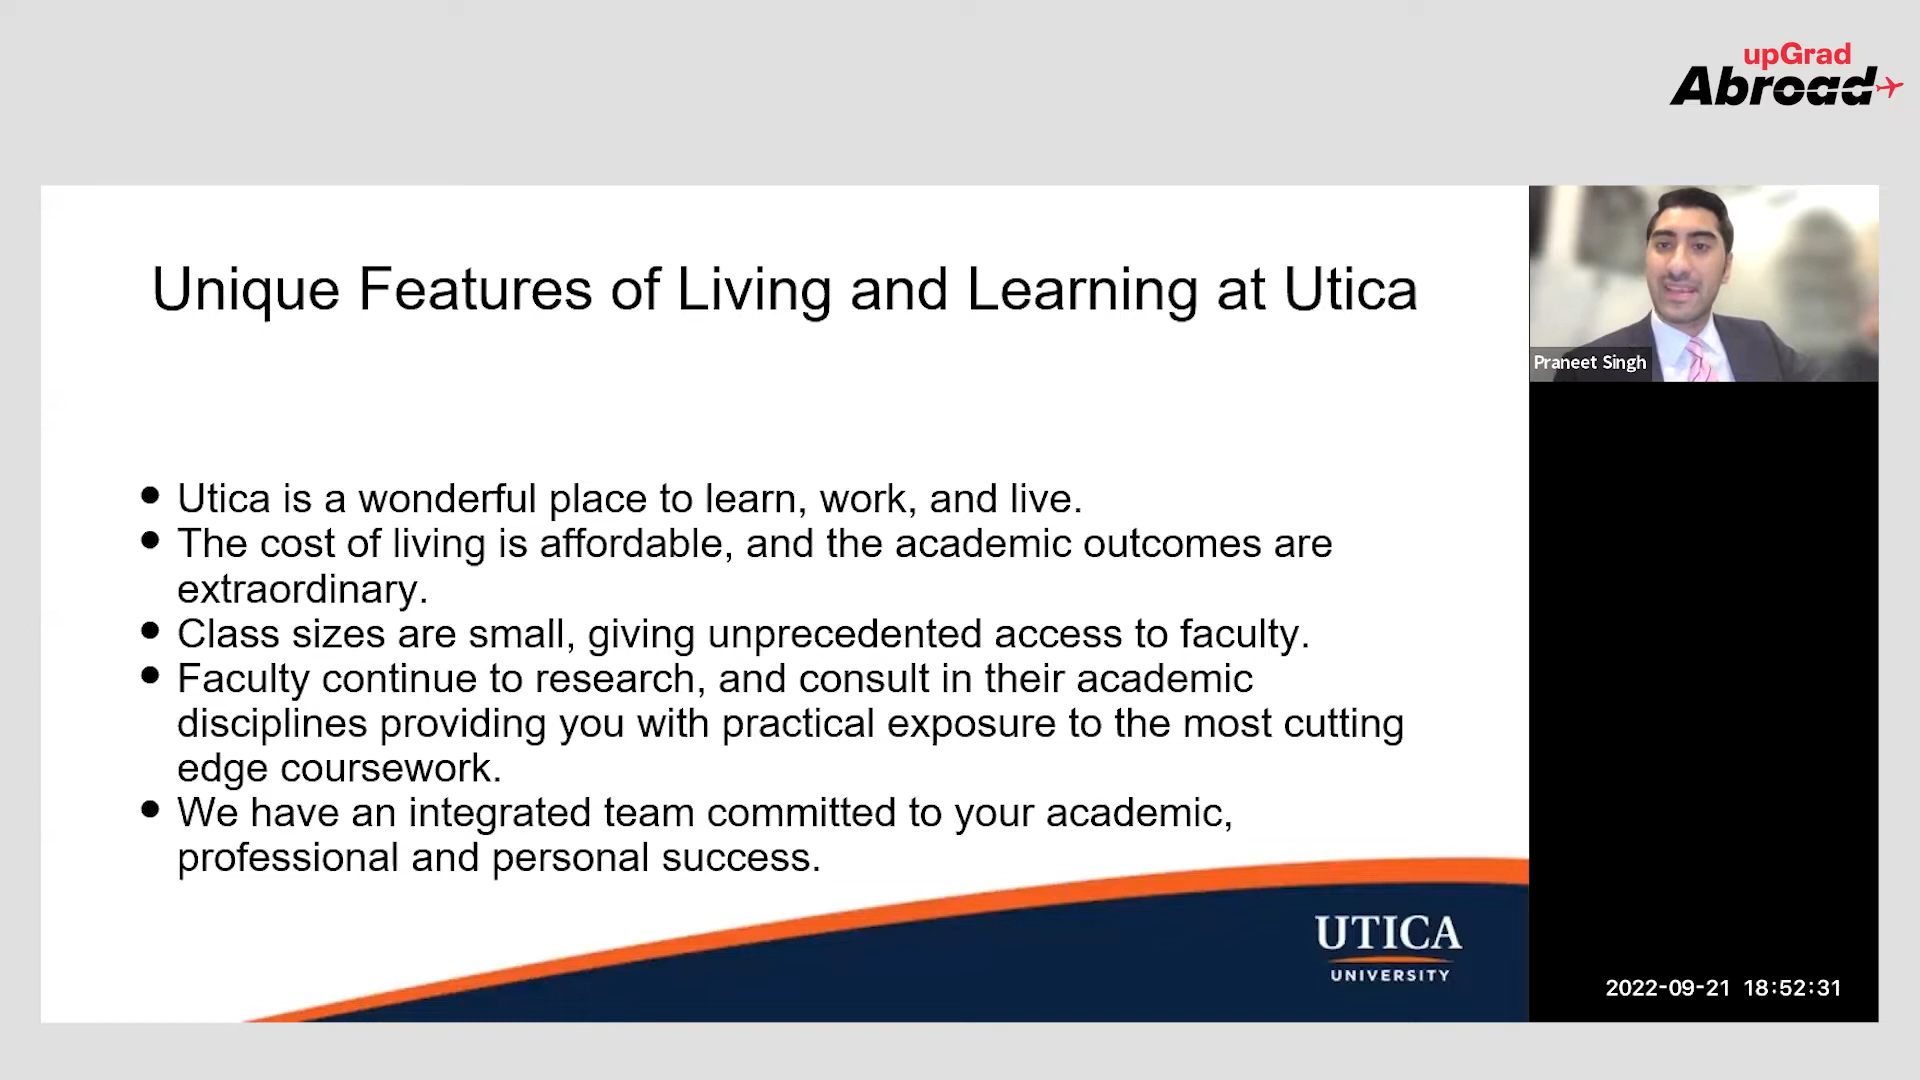 upGrad
Abroad
Unique Features of Living and Learning at Utica
Praneet Singh
• Utica is a wonderful place to learn, work, and live.
• The cost of living is affordable, and the academic outcomes are
extraordinary.
• Class sizes are small, giving unprecedented access to faculty.
• Faculty continue to research, and consult in their academic
disciplines providing you with practical exposure to the most cutting
edge coursework.
• We have an integrated team committed to your academic,
professional and personal success.
UTICA
UNIVERSITY
2022-09-21 18:52:31